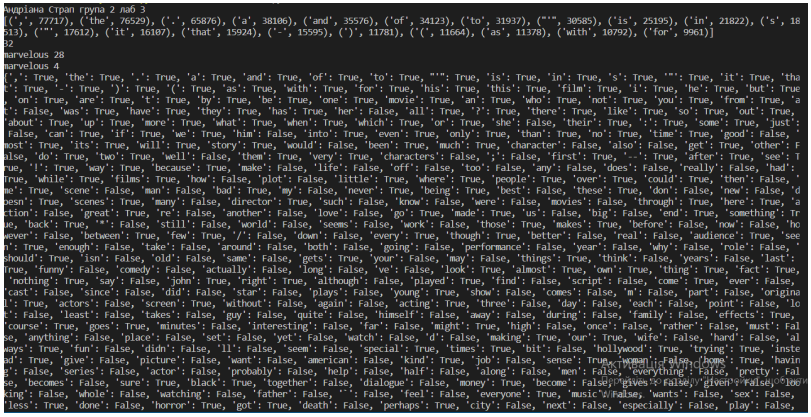 Андріана Страп група 2 лаб 3
[(',', 77717), ('the', 76529), ('.', 65876), ('a', 38106), ('and', 35576), ('of', 34123), ('to', 31937), ("'", 30585), ('is', 25195), ('in', 21822), ('s', 18
513), ('"', 17612), ('it', 16107), ('that', 15924), ('-', 15595), (')', 11781), ('(', 11664), ('as', 11378), ('with', 10792), ('for', 9961)]
32
marvelous 28
marvelous 4
{',': True, 'the': True, '.': True, 'a': True, 'and': True, 'of': True, 'to': True, "'": True, 'is': True, 'in': True, 's': True, '"': True, 'it': True, 'tha
t': True, '-': True, ')': True, '(': True, 'as': True, 'with': True, 'for': True, 'his': True, 'this': True, 'film': True, 'i': True, 'he': True, 'but': True,
'on': True, 'are': True, 't': True, 'by': True, 'be': True, 'one': True, 'movie': True, 'an': True, 'who': True, 'not': True, 'you': True, 'from': True, 'a
t': False, 'was': True, 'have': True, 'they': True, 'has': True, 'her': False, 'all': True, '?': True, 'there': True, 'like': True, 'so': True, 'out': True,
'about': True, 'up': True, 'more': True, 'what': True, 'when': True, 'which': True, 'or': True, 'she': False, 'their': True, ':': True, 'some': True, 'just'
: False, 'can': True, 'if': True, 'we': True, 'him': False, 'into': True, 'even': True, 'only': True, 'than': True, 'no': True, 'time': True, 'good': False,
'most': True, 'its': True, 'will': True, 'story': True, 'would': False, 'been': True, 'much': True, 'character': False, 'also': True, 'get': True, 'other': F
alse, 'do': True, 'two': True, 'well': False, 'them': True, 'very': True, 'characters': False, ';': False, 'first': True, '--': True, 'after': True, 'see': T
rue, '!': True, 'way': True, 'because': True, 'make': True, 'life': False, 'off': True, 'too': False, 'any': True, 'does': False, 'really': True, 'had':
True, 'while': True, 'films': True, 'how': False, 'plot': False, 'little': True, 'where': True, 'people': True, 'over': True, 'could': True, 'then': False,
'me': True, 'scene': False, 'man': False, 'bad': True, 'my': False, 'never': True, 'being': True, 'best': False, 'these': True, 'don': False, 'new': False, 'd
oesn': True, 'scenes': True, 'many': False, 'director': True, 'such': False, 'know': True, 'were': False, 'movies': True, 'through': True, 'here': True, 'a
ction': False, 'great': True, 're': False, 'another': False, 'love': False, 'go': True, 'made': True, 'us': True, 'big': False, 'end': True, 'something': Tr
ue, 'back': True, '*': False, 'still': False, 'world': False, 'seems': False, 'work': False, 'those': True, 'makes': True, 'before': False, 'now': False, 'ho
wever': False, 'between': True, 'few': True, '/': False, 'down': False, 'every': True, 'though': True, 'better': False, 'real': False, 'audience': True, 'see
n': True, 'enough': False, 'take': False, 'around': False, 'both': False, 'going': False, 'performance': False, 'year': False, 'why': False, 'role': False,
'should': True, 'isn': False, 'old': False, 'same': False, 'gets': True, 'your': False, 'may': False, 'things': True, 'think': False, 'years': False, 'last':
True, 'funny': False, 'comedy': False, 'actually': False, 'long': False, 've': False, 'look': True, 'almost': True, 'own': True, 'thing': True, 'fact': True,
'nothing': True, 'say': False, 'john': True, 'right': True, 'although': False, 'played': True, 'find': False, 'script': False, 'come': True, 'ever': False,
'cast': True, 'since': False, 'did': False, 'star': False, 'plays': False, 'young': True, 'show': False, 'comes': False, 'm': False, 'part': False, 'origina
l': True, 'actors': False, 'screen': True, 'without': False, 'again': False, 'acting': True, 'three': False, 'day': False, 'each': False, 'point': False, 'lo
t': False, 'least': False, 'takes': False, 'guy': False, 'quite': False, 'himself': False, 'away': False, 'during': False, 'family': False, 'effects': True,
'course': True, 'goes': True, 'minutes': False, 'interesting': False, 'far': False, 'might': True, 'high': False, 'once': False, 'rather': False, 'must': Fal
se, 'anything': False, 'place': False, 'set': False, 'yet': False, 'watch': False, 'd': False, 'making': True, 'our': True, 'wife': False, 'hard': False, 'al
ways': True, 'fun': False, 'didn': False, 'll': False, 'seem': False, 'special': True, 'times': True, 'bit': False, 'hollywood': True, 'trying': True, 'inste
ad': True, 'give': False, 'picture': False, 'want': False, 'american': False, 'kind': True, 'job': False, 'sense': True, 'woman': False, 'home': True, 'havin
g': False, 'series': False, 'actor': False, 'probably': False, 'help': False, 'half': False, 'along': False, 'men': False, 'everything': False, 'pretty': Fal
se, 'becomes': False, 'sure': True, 'black': True, 'together': False, 'dialogue': False, 'money': True, 'become': False, 'gives': False, 'given': False, 'loo
king': False, 'whole': False, 'watching': False, 'father': False, '`': False, 'feel': False, 'everyone': True, 'music': False, 'wants': False, 'sex': False,
'less': True, 'done': False, 'horror': True, 'got': True, 'death': False, 'perhaps': True, 'city': False, 'next': False, 'especially': True, 'play': False,
Активація Windows